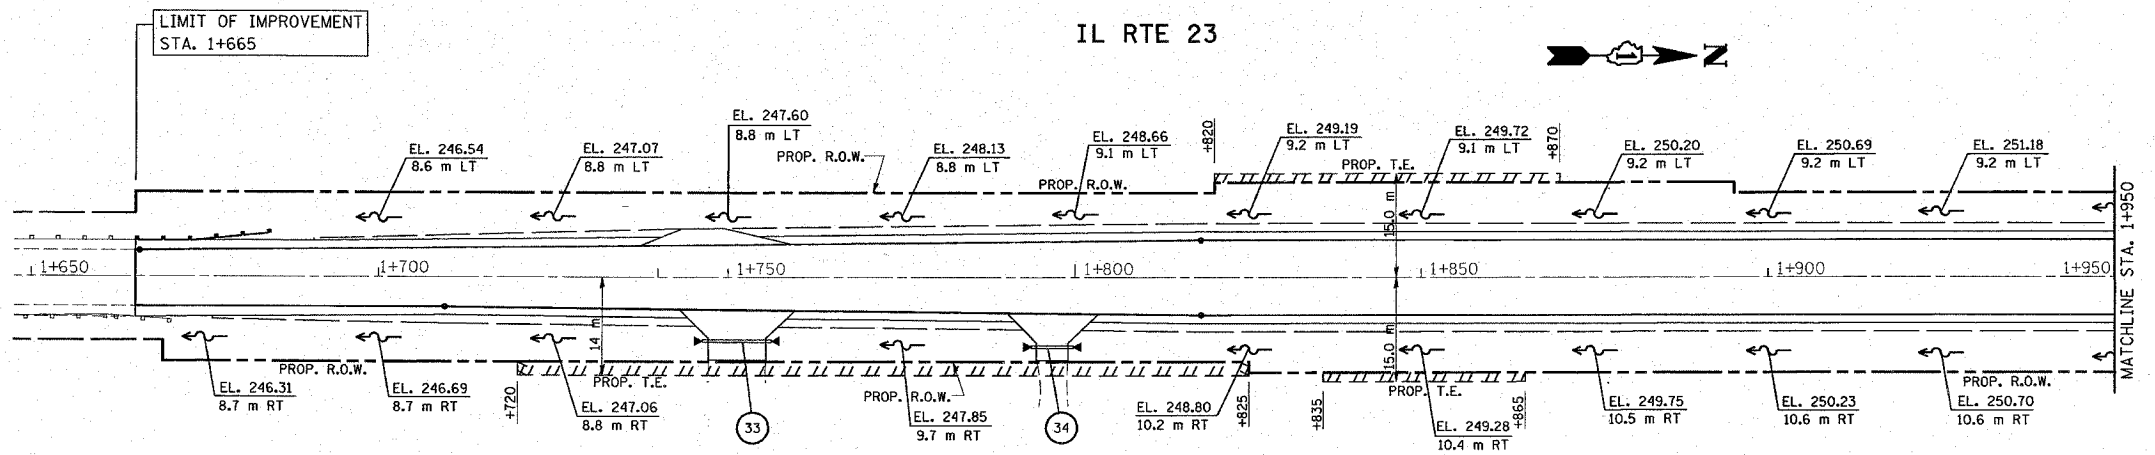 LIMIT OF IMPROVEMENT
STA. 1+665
IL RTE 23
N
EL. 246.54
8.6 m LT
EL. 247.07
8.8 m LT
EL. 247.60
8.8 m LT
PROP. R.O.W.
EL. 248.13
8.8 m LT
PROP. R.O.W.
EL. 248.66
9.1 m LT
+820
EL. 249.19
9.2 m LT
PROP. T.E.
EL. 249.72
9.1 m LT
+870
EL. 250.20
9.2 m LT
EL. 250.69
9.2 m LT
EL. 251.18
9.2 m LT
15.0 m
1+650
1+700
1+750
1+800
1+850
1+900
1+950
MATCHLINE STA. 1+950
14 m
15.0 m
EL. 246.31
8.7 m RT
PROP. R.O.W.
EL. 246.69
8.7 m RT
+720
EL. 247.06
8.8 m RT
PROP. T.E.
33
PROP. R.O.W.
EL. 247.85
9.7 m RT
34
EL. 248.80
10.2 m RT
+825
+835
PROP. T.E.
EL. 249.28
10.4 m RT
+865
EL. 249.75
10.5 m RT
EL. 250.23
10.6 m RT
PROP. R.O.W.
EL. 250.70
10.6 m RT